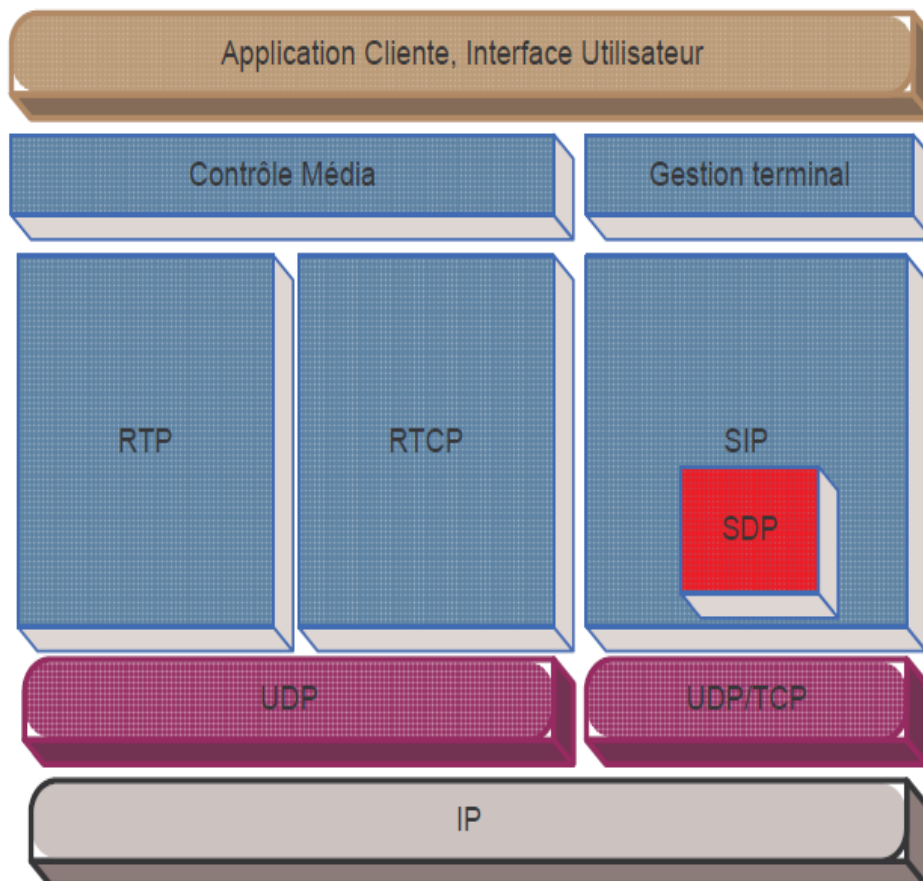 Application Cliente, Interface Utilisateur
Contrôle Média
Gestion terminal
RTP
RTCP
SIP
SDP
UDP
UDP/TCP
IP